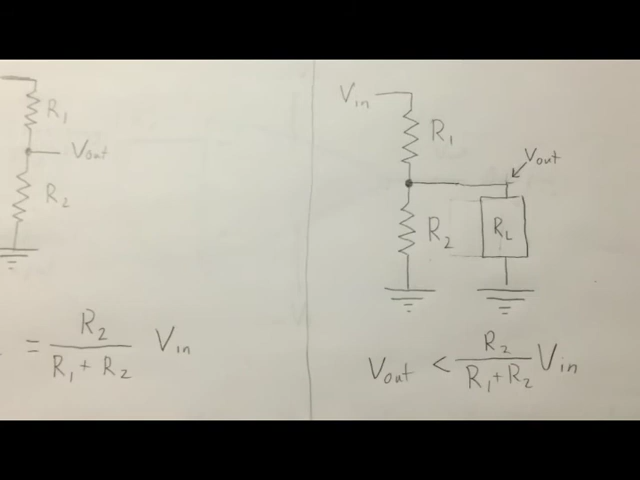 R₁
Vout
R₂
= R₂ / (R₁ + R₂) Vin
Vin
R₁
Vout
R₂
RL
Vout < R₂ / (R₁ + R₂) Vin